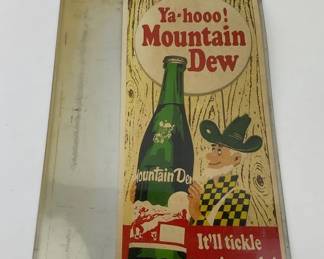 Ya-hooo!
Mountain
Dew
Mountain Dew
It'll tickle